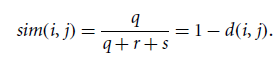 sim(i, j) = q / (q + r + s) = 1 − d(i, j).